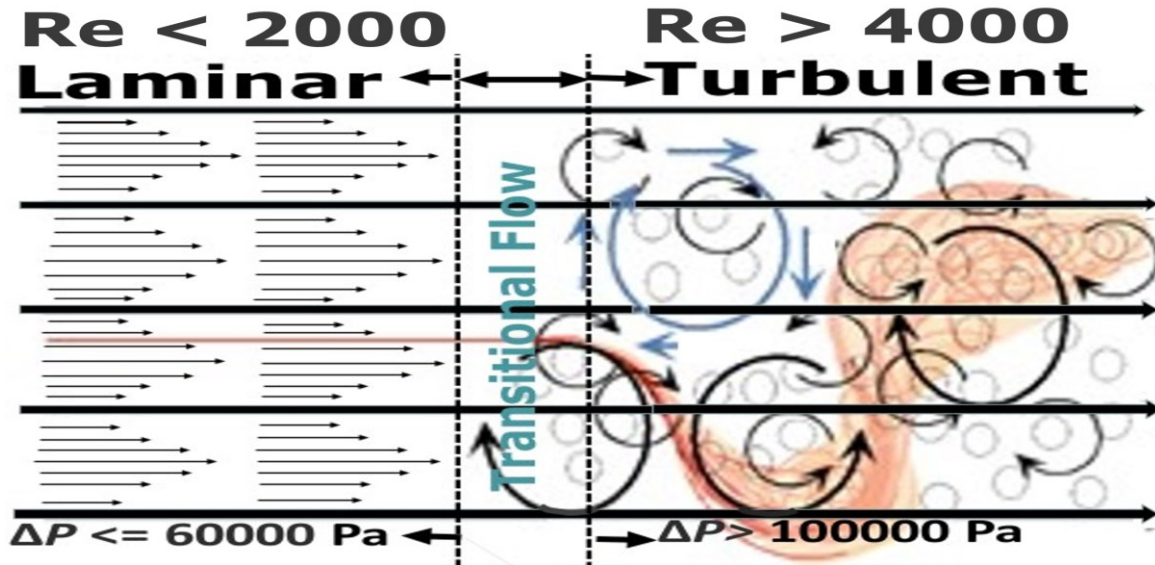 Re < 2000
Re > 4000
Laminar
Turbulent
Transitional Flow
ΔP <= 60000 Pa
ΔP> 100000 Pa